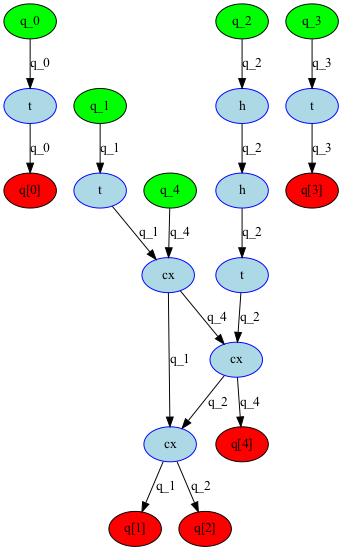 q_0 q_2 q_3
q_0 q_2 q_3
t q_1 h t
q_0 q_1 q_2 q_3
q[0] t q_4 h q[3]
q_1 q_4 q_2
cx t
q_4 q_2
q_1 cx
q_2 q_4
cx q[4]
q_1 q_2
q[1] q[2]